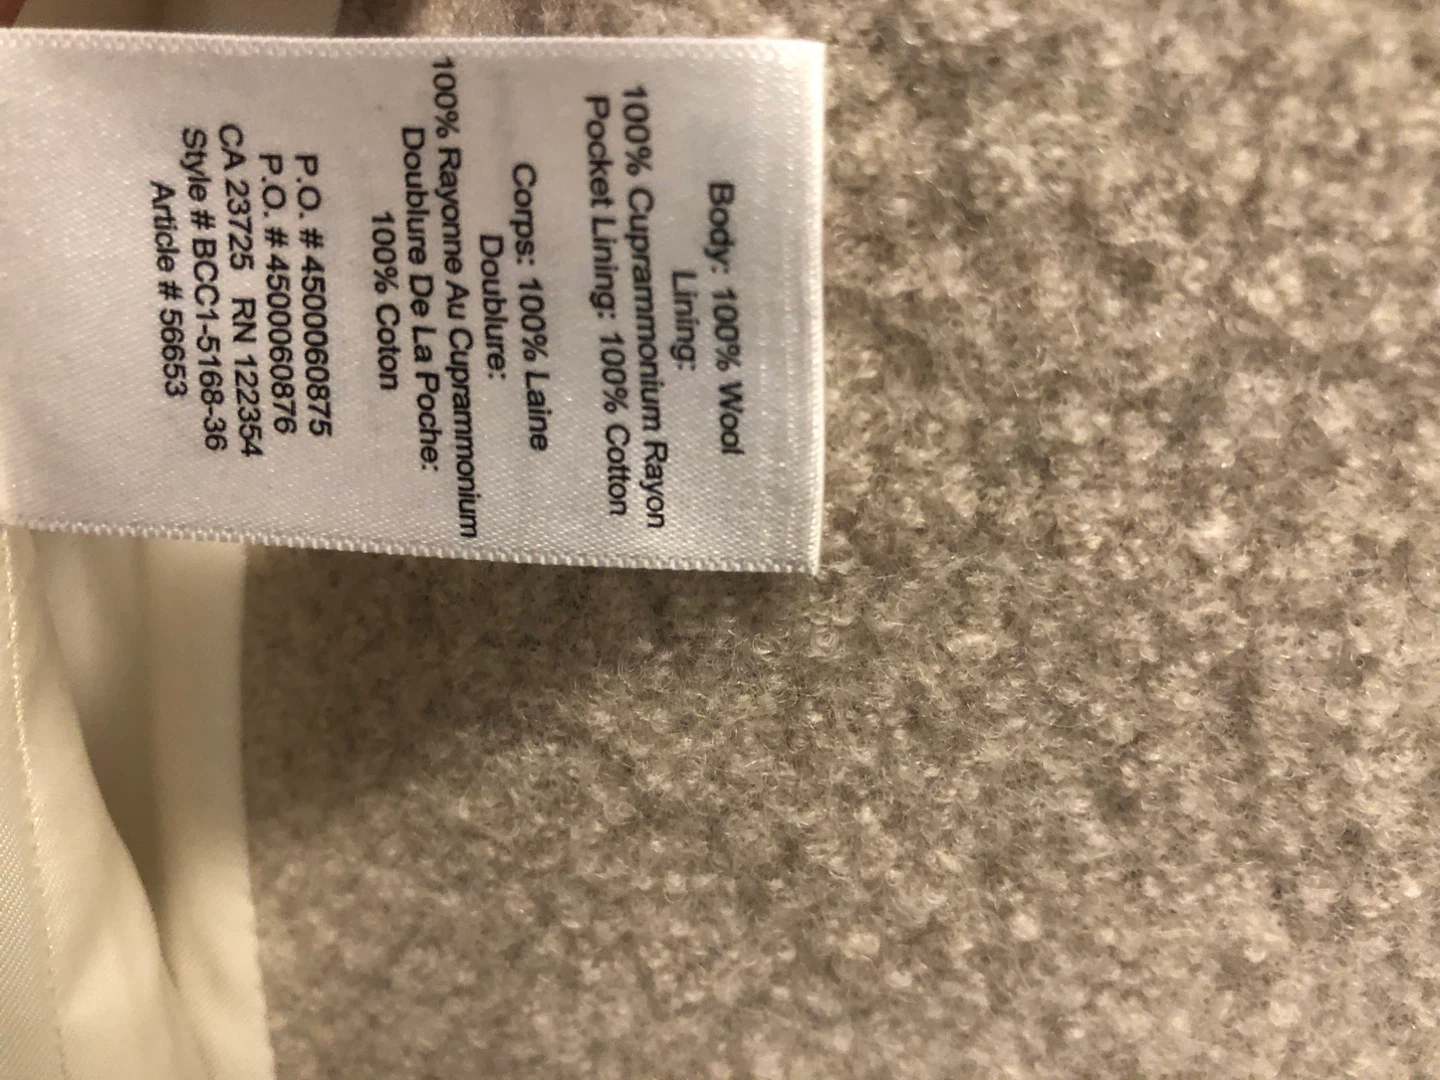 Body: 100% Wool
Lining:
100% Cuprammonium Rayon
Pocket Lining: 100% Cotton
Corps: 100% Laine
Doublure:
100% Rayonne Au Cuprammonium
Doublure De La Poche:
100% Coton
P.O. # 4500060875
P.O. # 4500060876
CA 23725 RN 122354
Style # BCC1-5168-36
Article # 56653